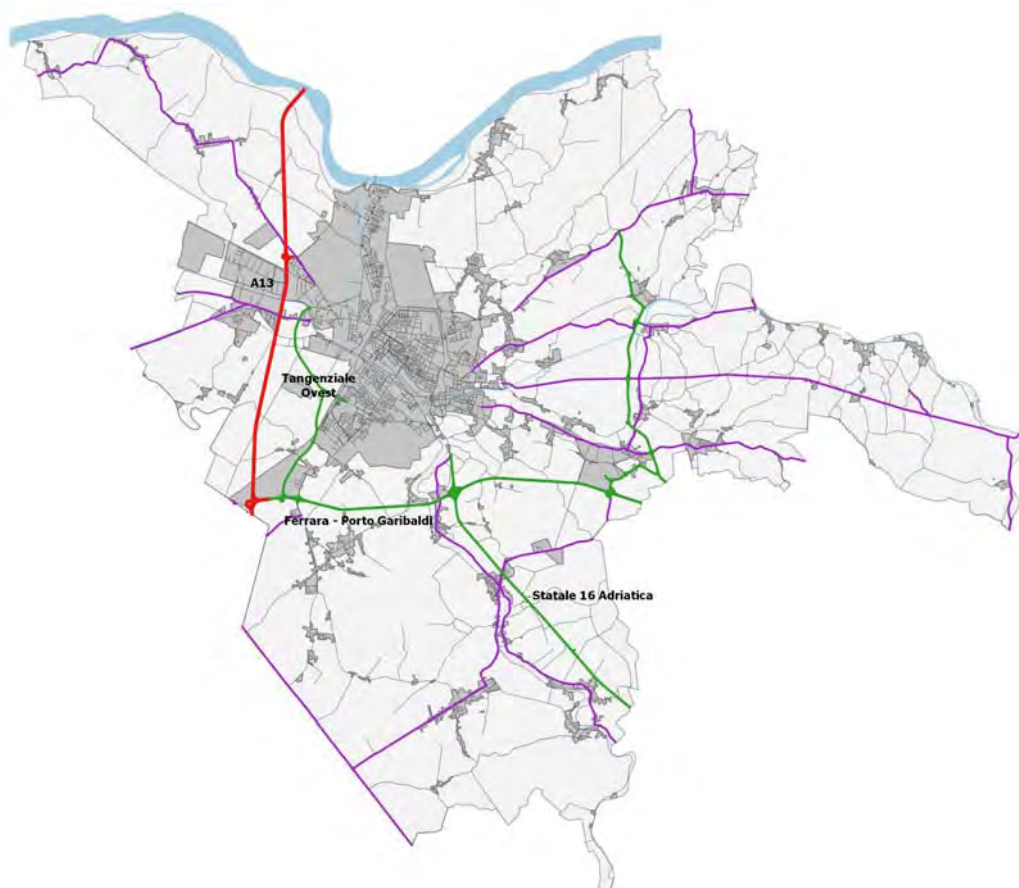 A13
Tangenziale
Ovest
Ferrara - Porto Garibaldi
Statale 16 Adriatica